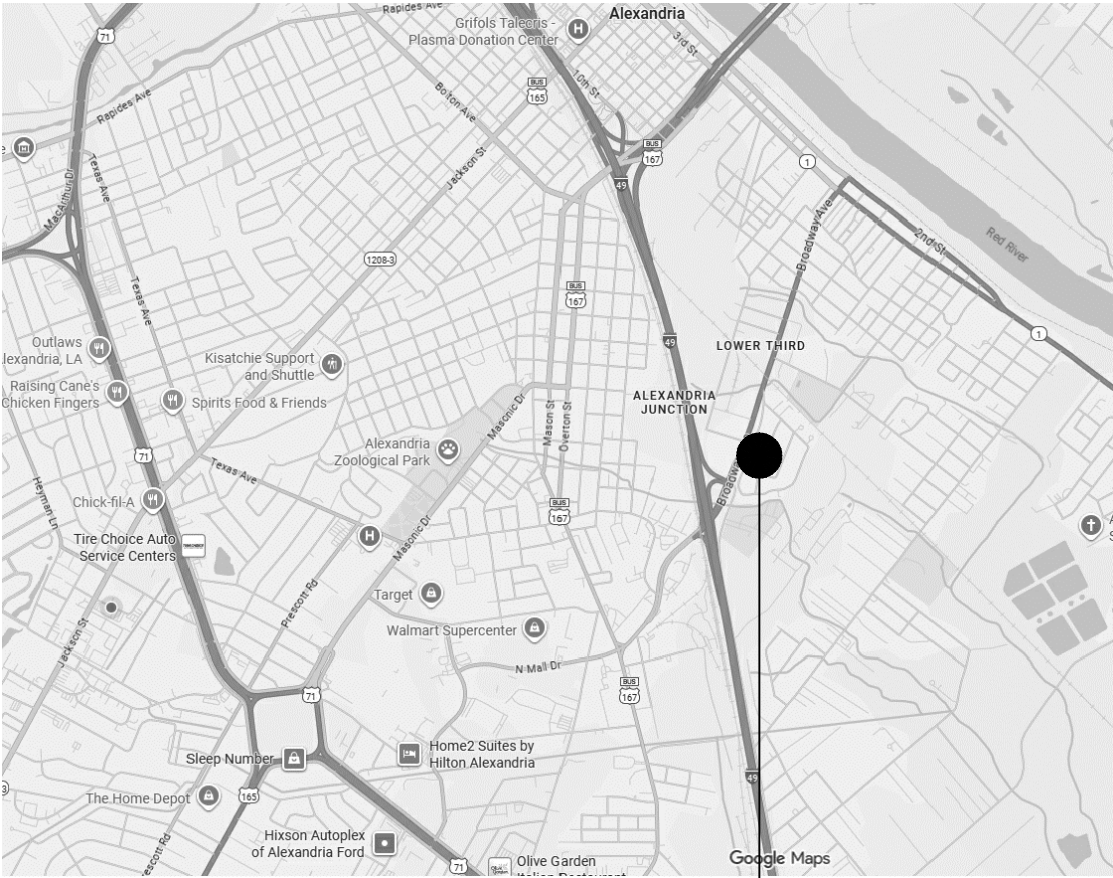 Rapides Ave
Alexandria
Grifols Talecris -
Plasma Donation Center
H
71
3rd St
10th St
BUS
165
Bolton Ave
Rapides Ave
Jackson St
BUS
167
1
49
Texas Ave
MacArthur Dr
Broadway Ave
2nd St
Red River
1208-3
Texas Ave
BUS
167
1
Outlaws
lexandria, LA
49
LOWER THIRD
Kisatchie Support
and Shuttle
Raising Cane's
Chicken Fingers
Spirits Food & Friends
ALEXANDRIA
JUNCTION
Masonic Dr
Mason St
Overton St
Alexandria
Zoological Park
71
Texas Ave
Broadway
Heyman Ln
Chick-fil-A
BUS
167
Masonic Dr
H
Tire Choice Auto
Service Centers
Prescott Rd
Target
Jackson St
Walmart Supercenter
N Mall Dr
71
BUS
167
Home2 Suites by
Hilton Alexandria
Sleep Number
49
The Home Depot
165
Hixson Autoplex
of Alexandria Ford
rescott Rd
71
Olive Garden
Italian Restaurant
Google Maps